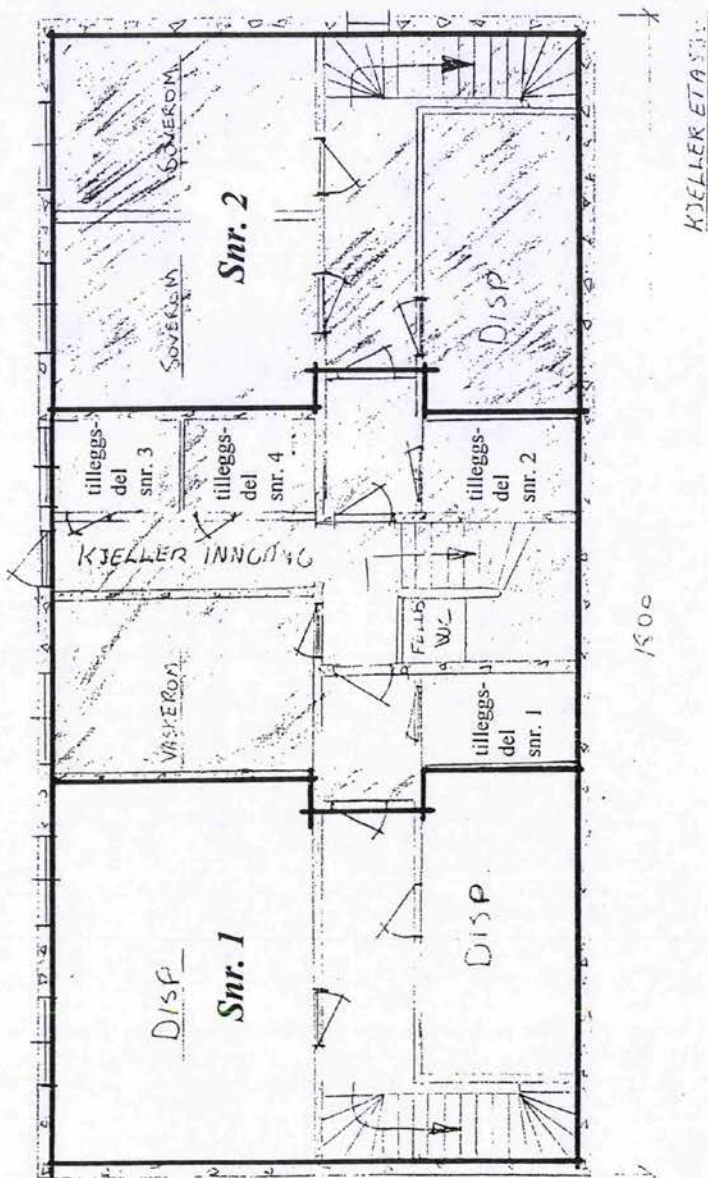 KJELLER ETASJE
SOVEROM
SOVEROM
Snr. 2
DISP
tilleggs-
del
snr. 3
tilleggs-
del
snr. 4
tilleggs-
del
snr. 2
KJELLER INNGANG
VASKEROM
FELLES
WC
tilleggs-
del
snr. 1
DISP
Snr. 1
DISP
1800